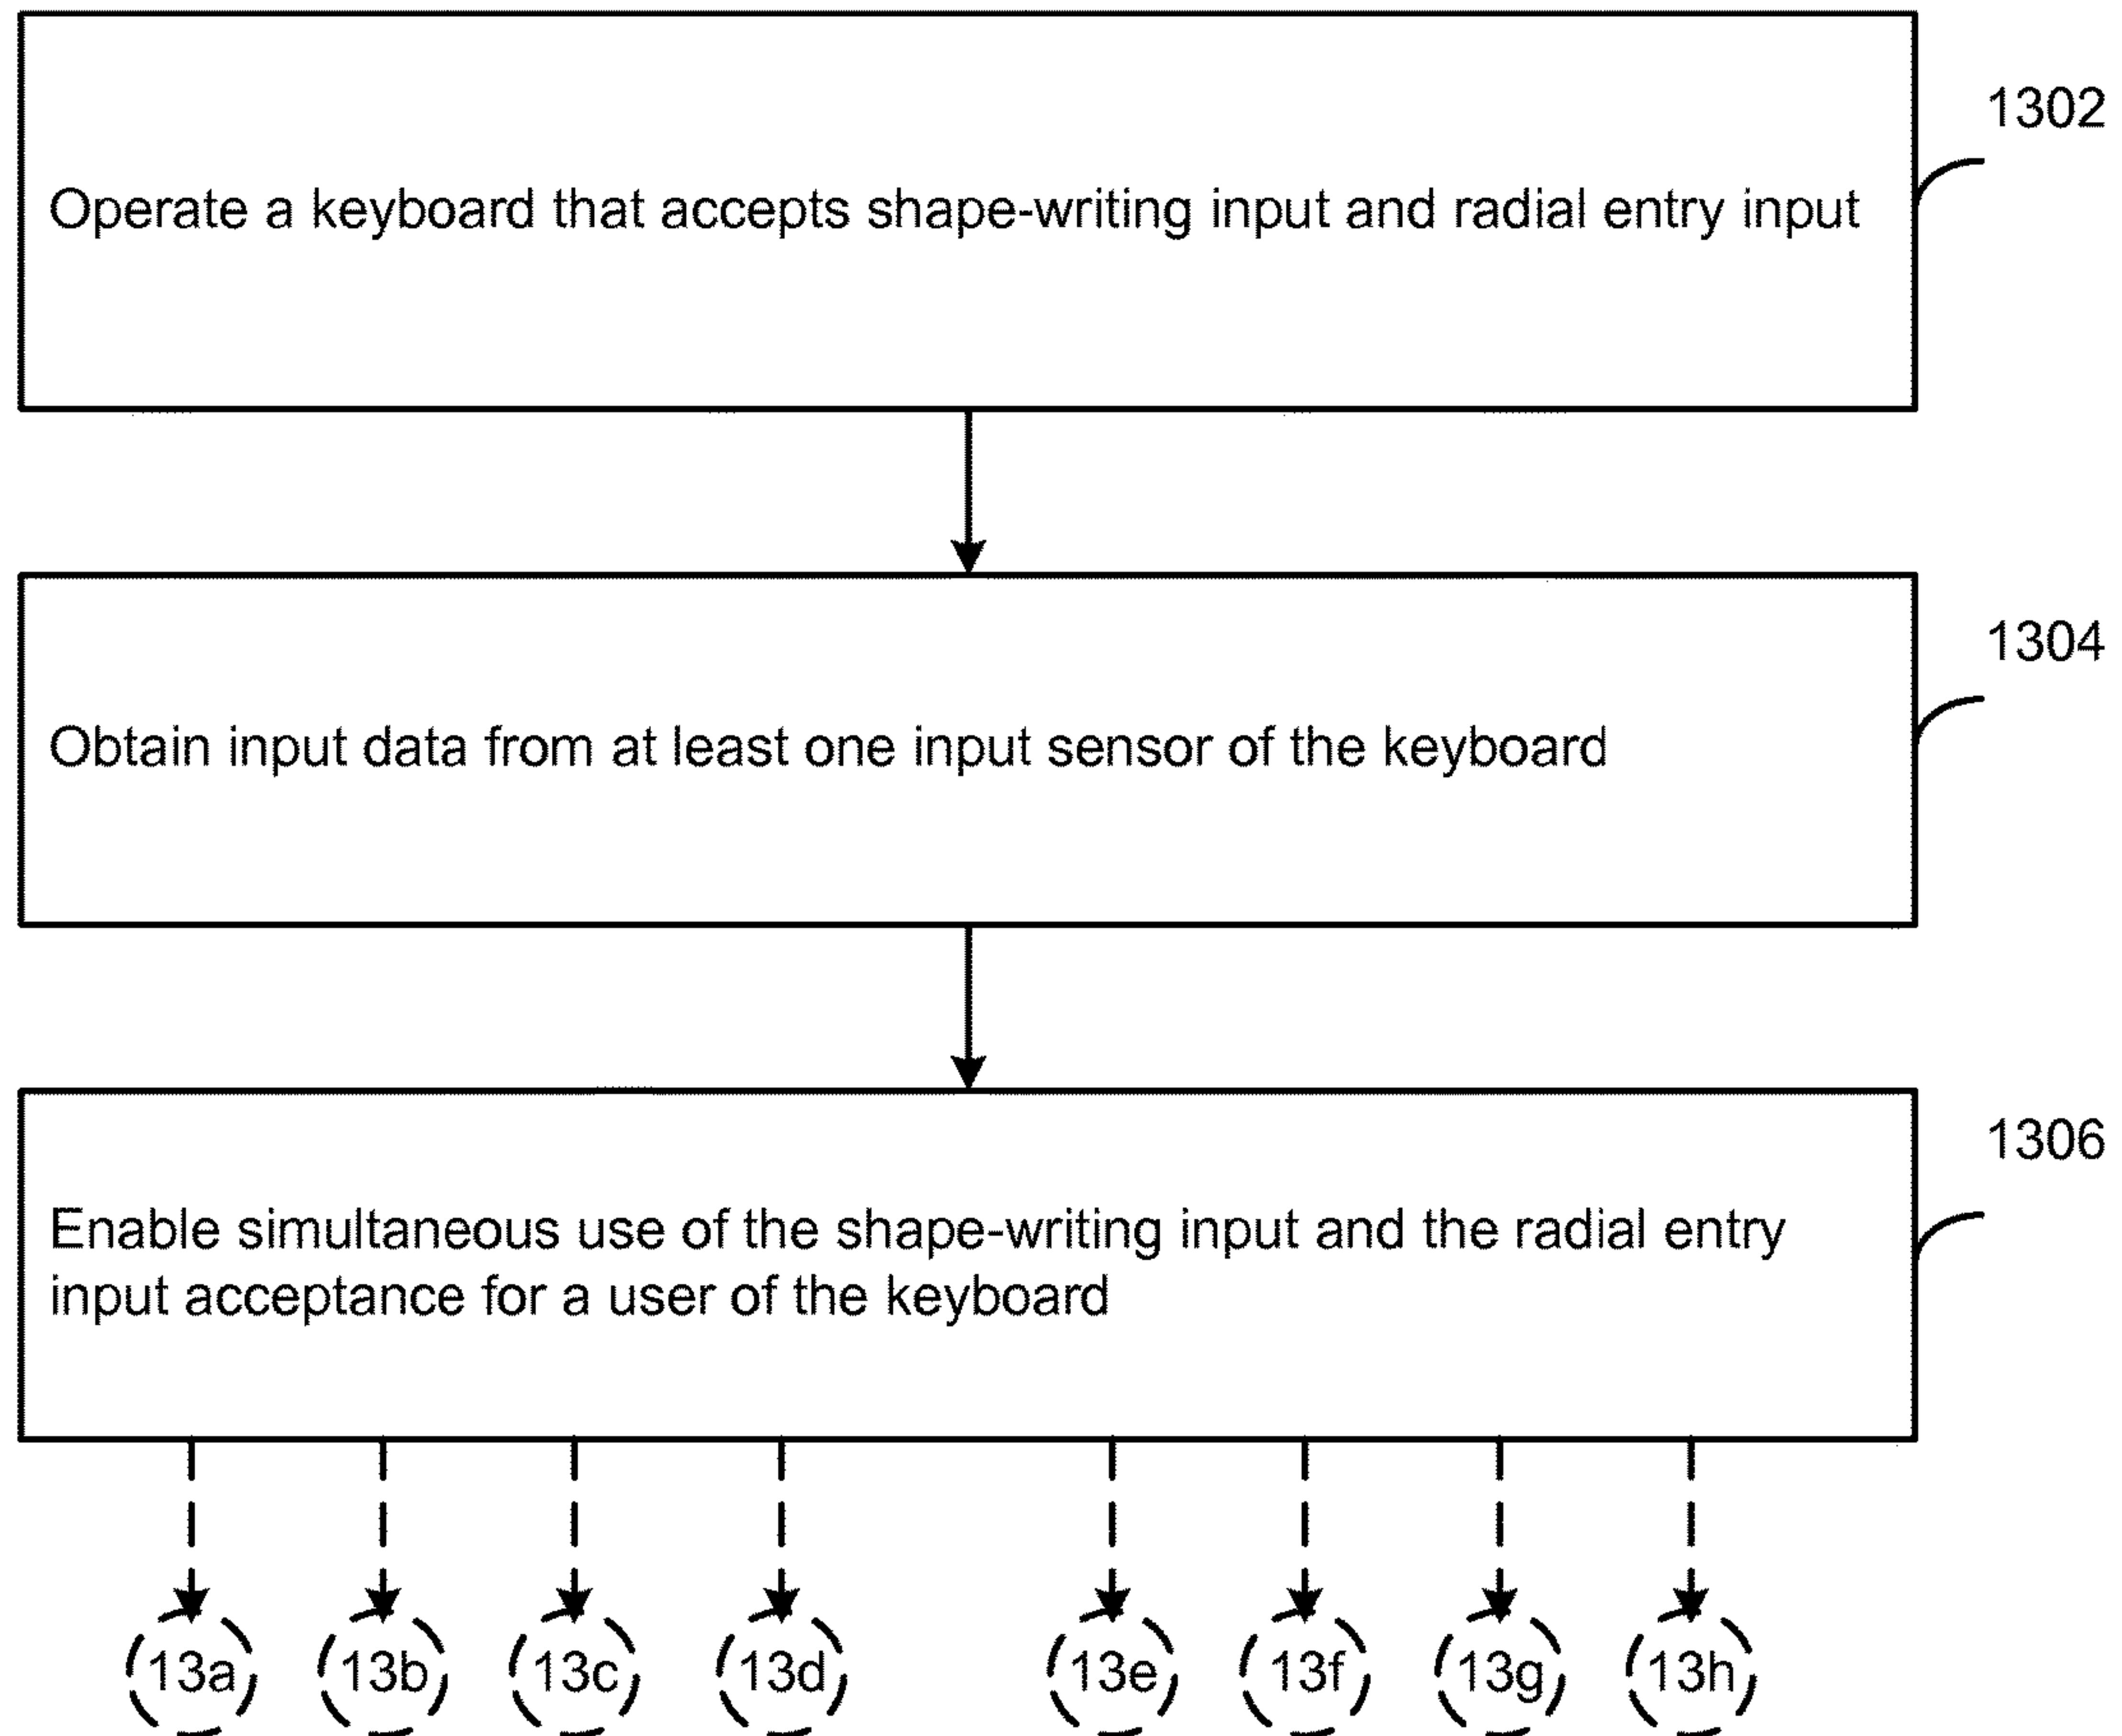 1302
Operate a keyboard that accepts shape-writing input and radial entry input
1304
Obtain input data from at least one input sensor of the keyboard
1306
Enable simultaneous use of the shape-writing input and the radial entry
input acceptance for a user of the keyboard
13a 13b 13c 13d 13e 13f 13g 13h